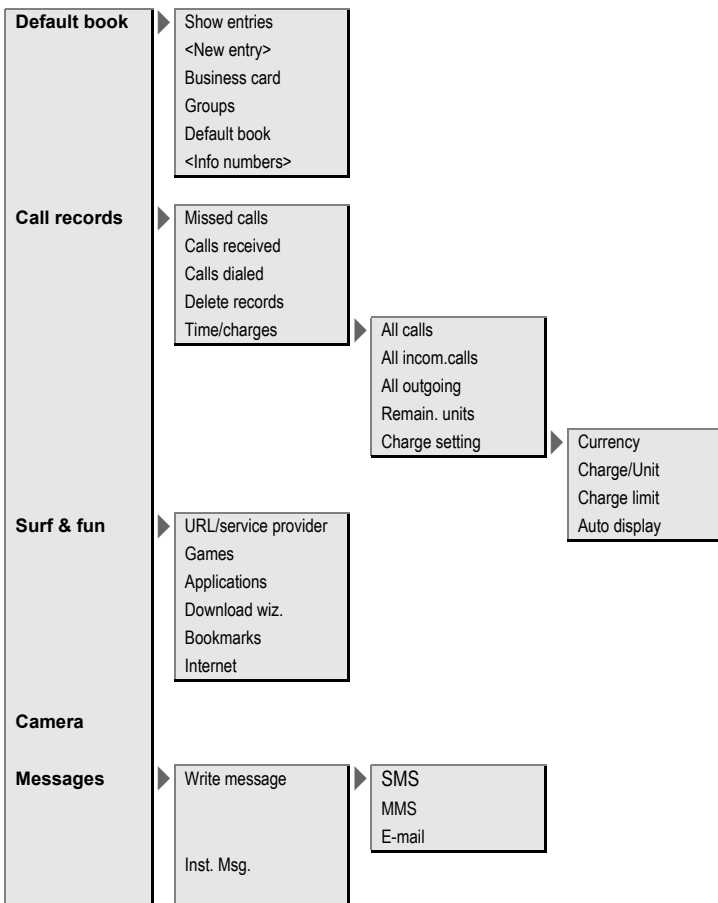 Default book
Show entries
<New entry>
Business card
Groups
Default book
<Info numbers>
Call records
Missed calls
Calls received
Calls dialed
Delete records
Time/charges
All calls
All incom.calls
All outgoing
Remain. units
Charge setting
Currency
Charge/Unit
Charge limit
Auto display
Surf & fun
URL/service provider
Games
Applications
Download wiz.
Bookmarks
Internet
Camera
Messages
Write message
SMS
MMS
E-mail
Inst. Msg.